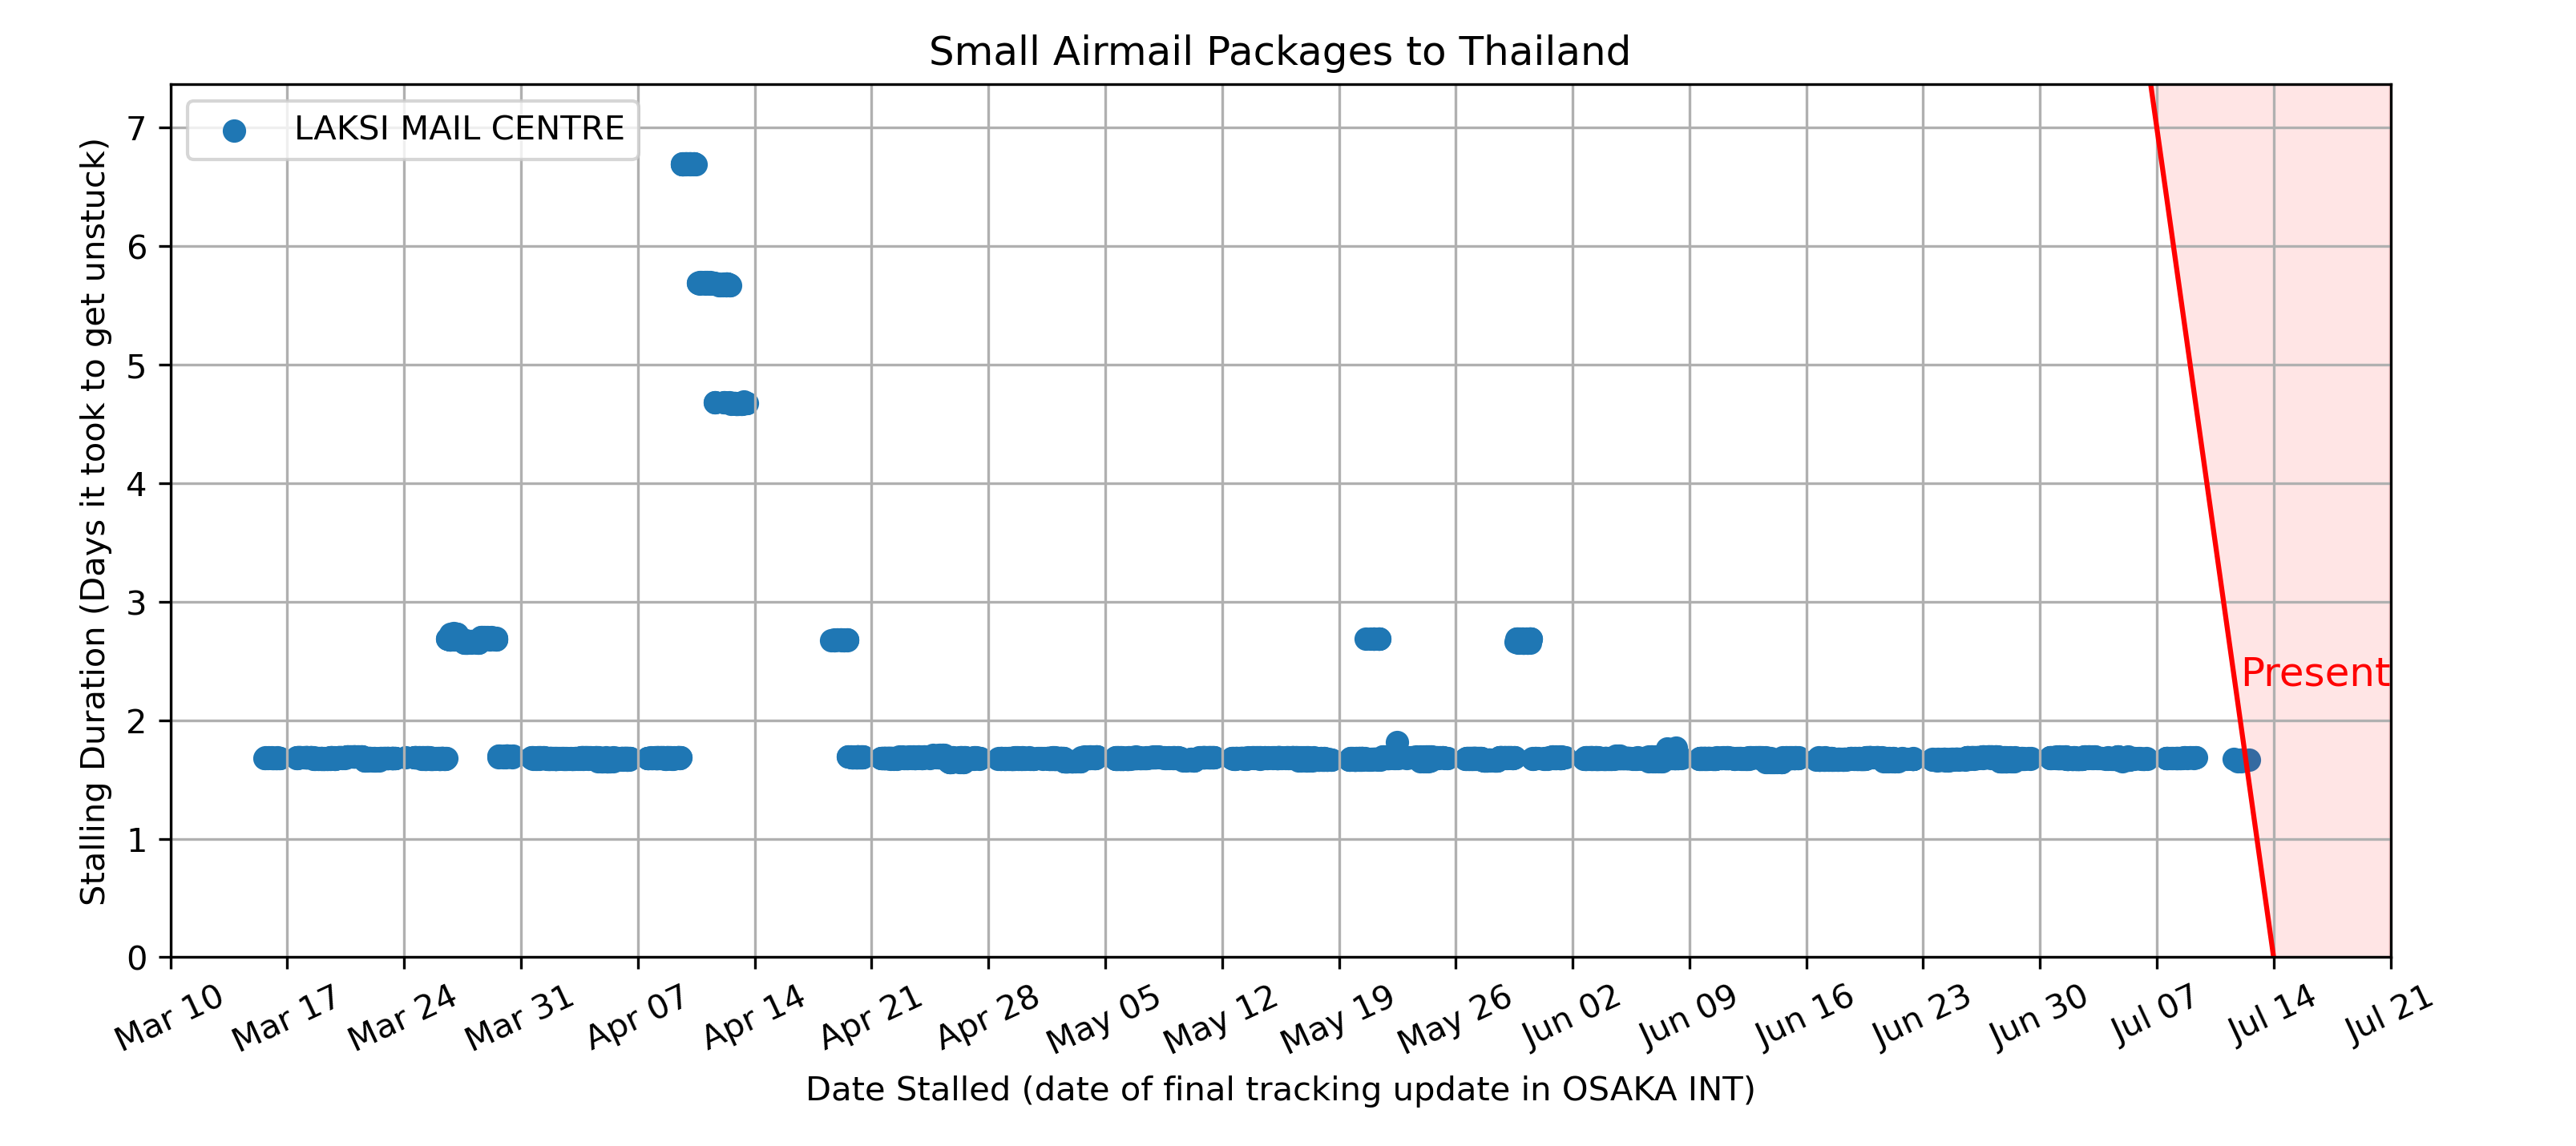 Small Airmail Packages to Thailand
LAKSI MAIL CENTRE
Stalling Duration (Days it took to get unstuck)
7
6
5
4
3
2
1
0
Present
Mar 10
Mar 17
Mar 24
Mar 31
Apr 07
Apr 14
Apr 21
Apr 28
May 05
May 12
May 19
May 26
Jun 02
Jun 09
Jun 16
Jun 23
Jun 30
Jul 07
Jul 14
Jul 21
Date Stalled (date of final tracking update in OSAKA INT)